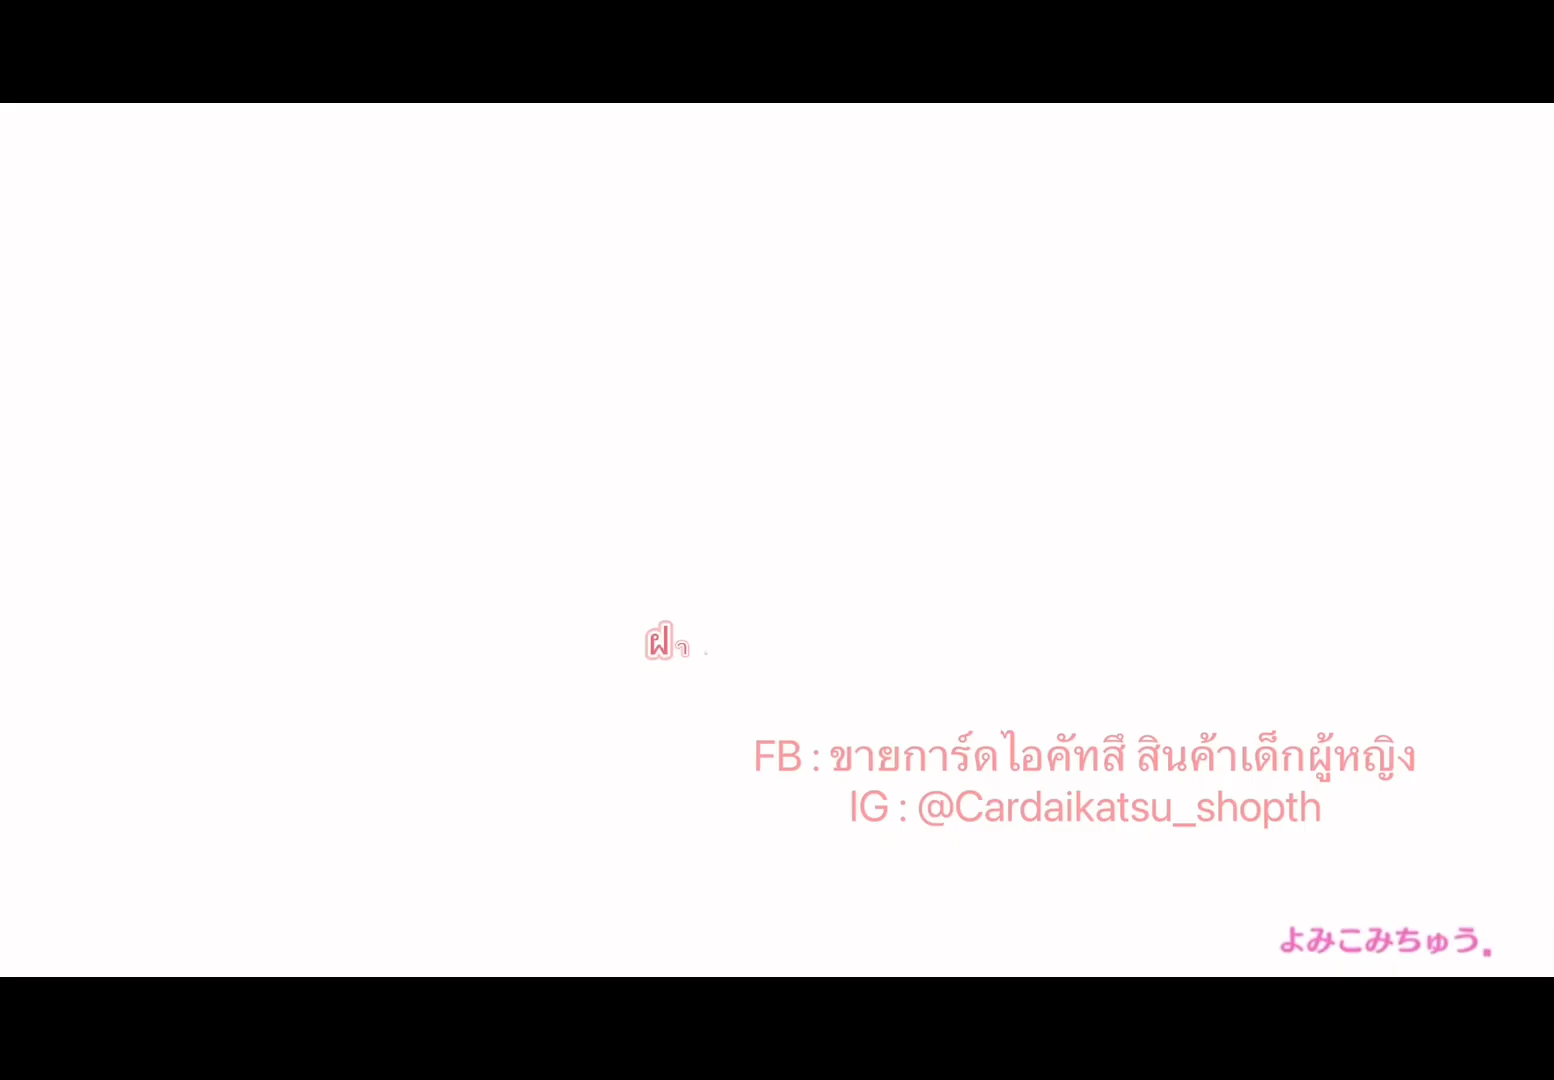 ฝา
FB : ขายการ์ดไอคัทสึ สินค้าเด็กผู้หญิง
IG : @Cardaikatsu_shopth
よみこみちゅう.